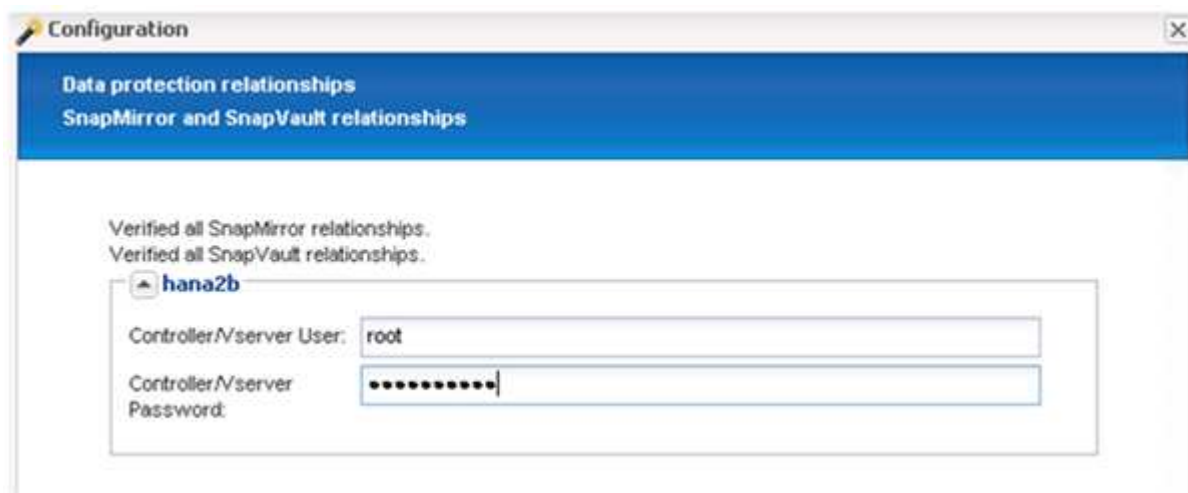 Configuration
Data protection relationships
SnapMirror and SnapVault relationships
Verified all SnapMirror relationships.
Verified all SnapVault relationships.
hana2b
Controller/Vserver User: root
Controller/Vserver
Password: ●●●●●●●●●●